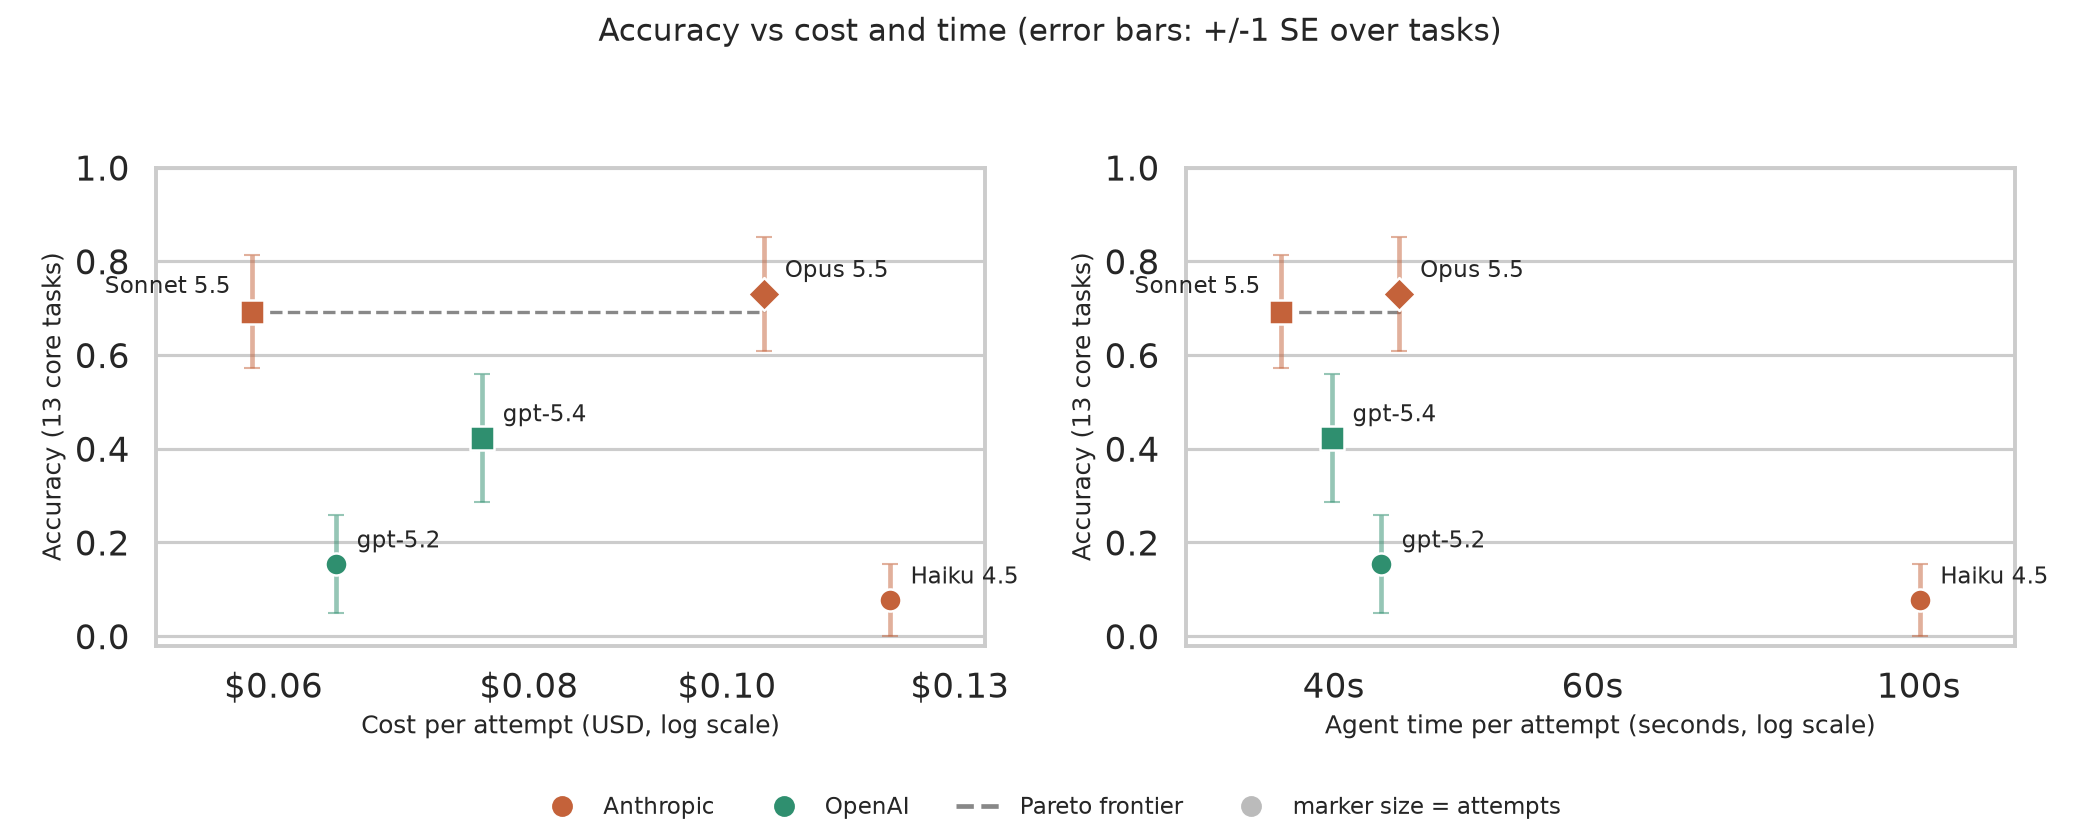 Accuracy vs cost and time (error bars: +/-1 SE over tasks)
Accuracy (13 core tasks)
1.0
0.8
0.6
0.4
0.2
0.0
Sonnet 5.5
Opus 5.5
gpt-5.4
gpt-5.2
Haiku 4.5
$0.06
$0.08
$0.10
$0.13
Cost per attempt (USD, log scale)
Accuracy (13 core tasks)
1.0
0.8
0.6
0.4
0.2
0.0
Sonnet 5.5
Opus 5.5
gpt-5.4
gpt-5.2
Haiku 4.5
40s
60s
100s
Agent time per attempt (seconds, log scale)
Anthropic
OpenAI
Pareto frontier
marker size = attempts